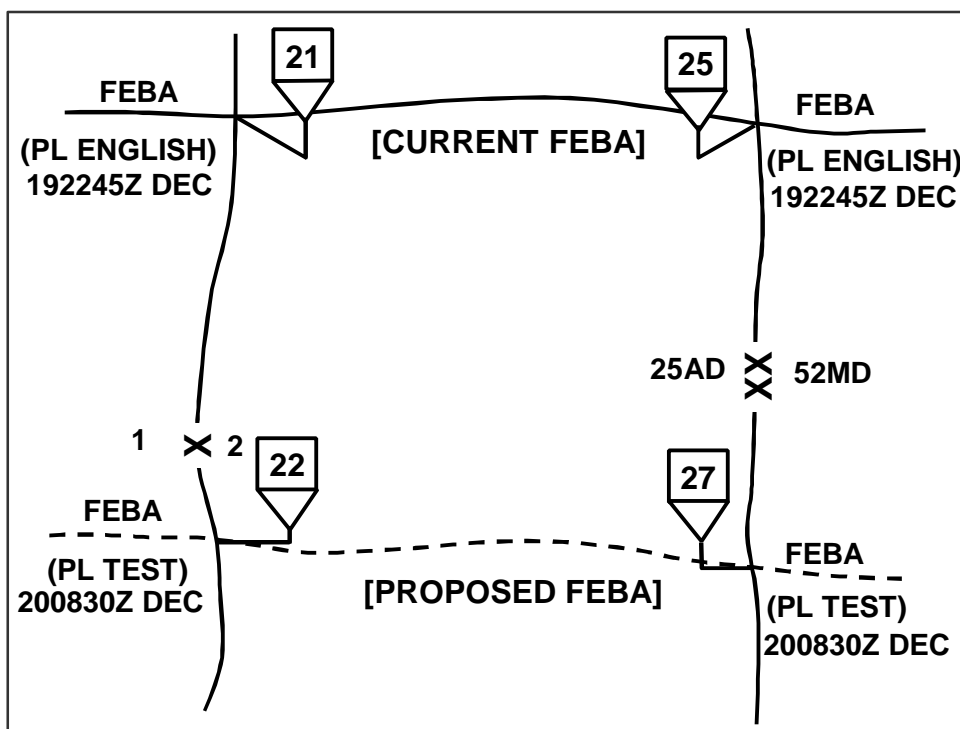 21
25
FEBA
FEBA
[CURRENT FEBA]
(PL ENGLISH)
192245Z DEC
(PL ENGLISH)
192245Z DEC
25AD
52MD
1
2
22
27
FEBA
FEBA
(PL TEST)
200830Z DEC
[PROPOSED FEBA]
(PL TEST)
200830Z DEC